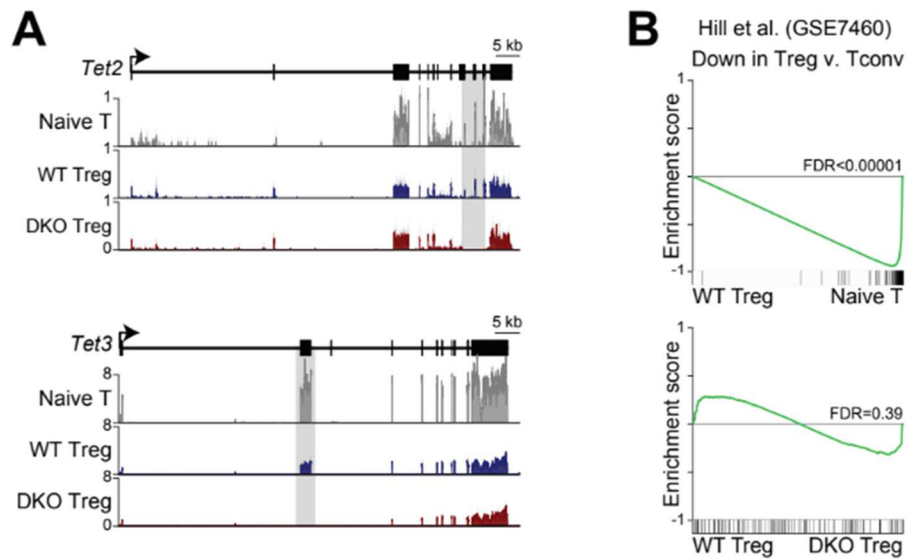 A
5 kb
Tet2
1
Naive T
1
WT Treg
1
DKO Treg
0
5 kb
Tet3
8
Naive T
8
WT Treg
8
DKO Treg
0
B
Hill et al. (GSE7460)
Down in Treg v. Tconv
1
Enrichment score
FDR<0.00001
-1
WT Treg
Naive T
1
Enrichment score
FDR=0.39
-1
WT Treg
DKO Treg